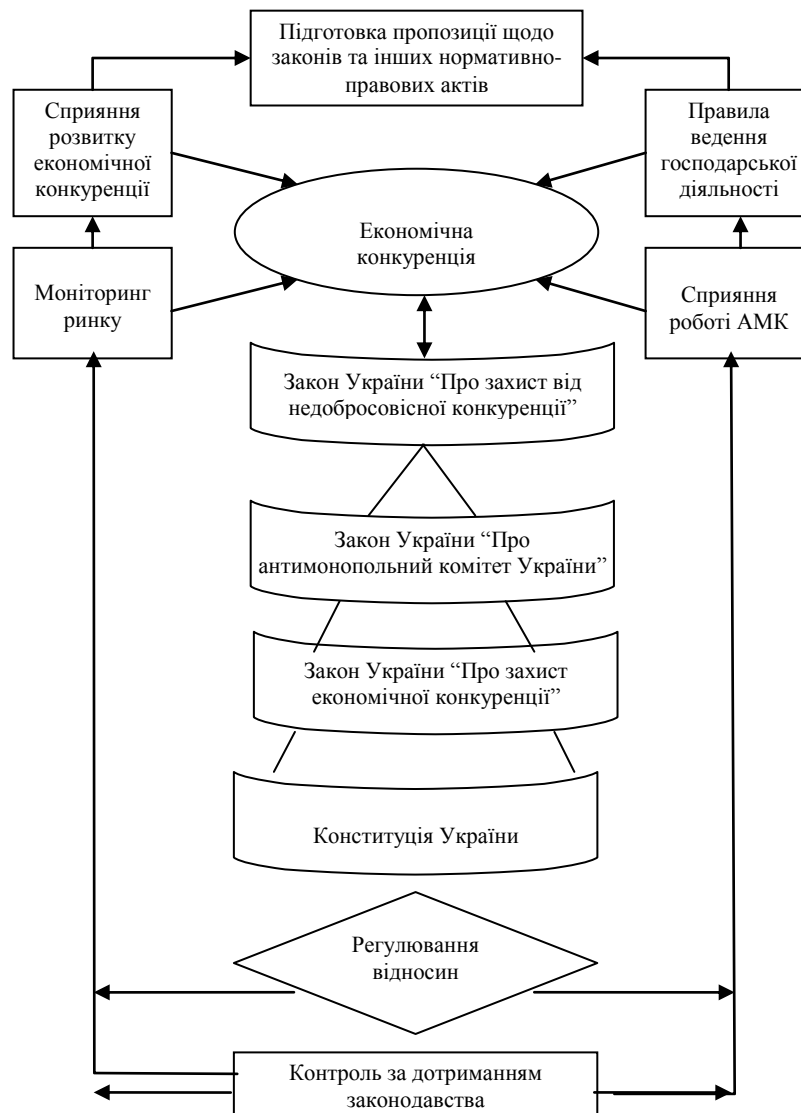 Підготовка пропозиції щодо
законів та інших нормативно-
правових актів
Сприяння
розвитку
економічної
конкуренції
Правила
ведення
господарської
діяльності
Економічна
конкуренція
Моніторинг
ринку
Сприяння
роботі АМК
Закон України “Про захист від
недобросовісної конкуренції”
Закон України “Про
антимонопольний комітет України”
Закон України “Про захист
економічної конкуренції”
Конституція України
Регулювання
відносин
Контроль за дотриманням
законодавства